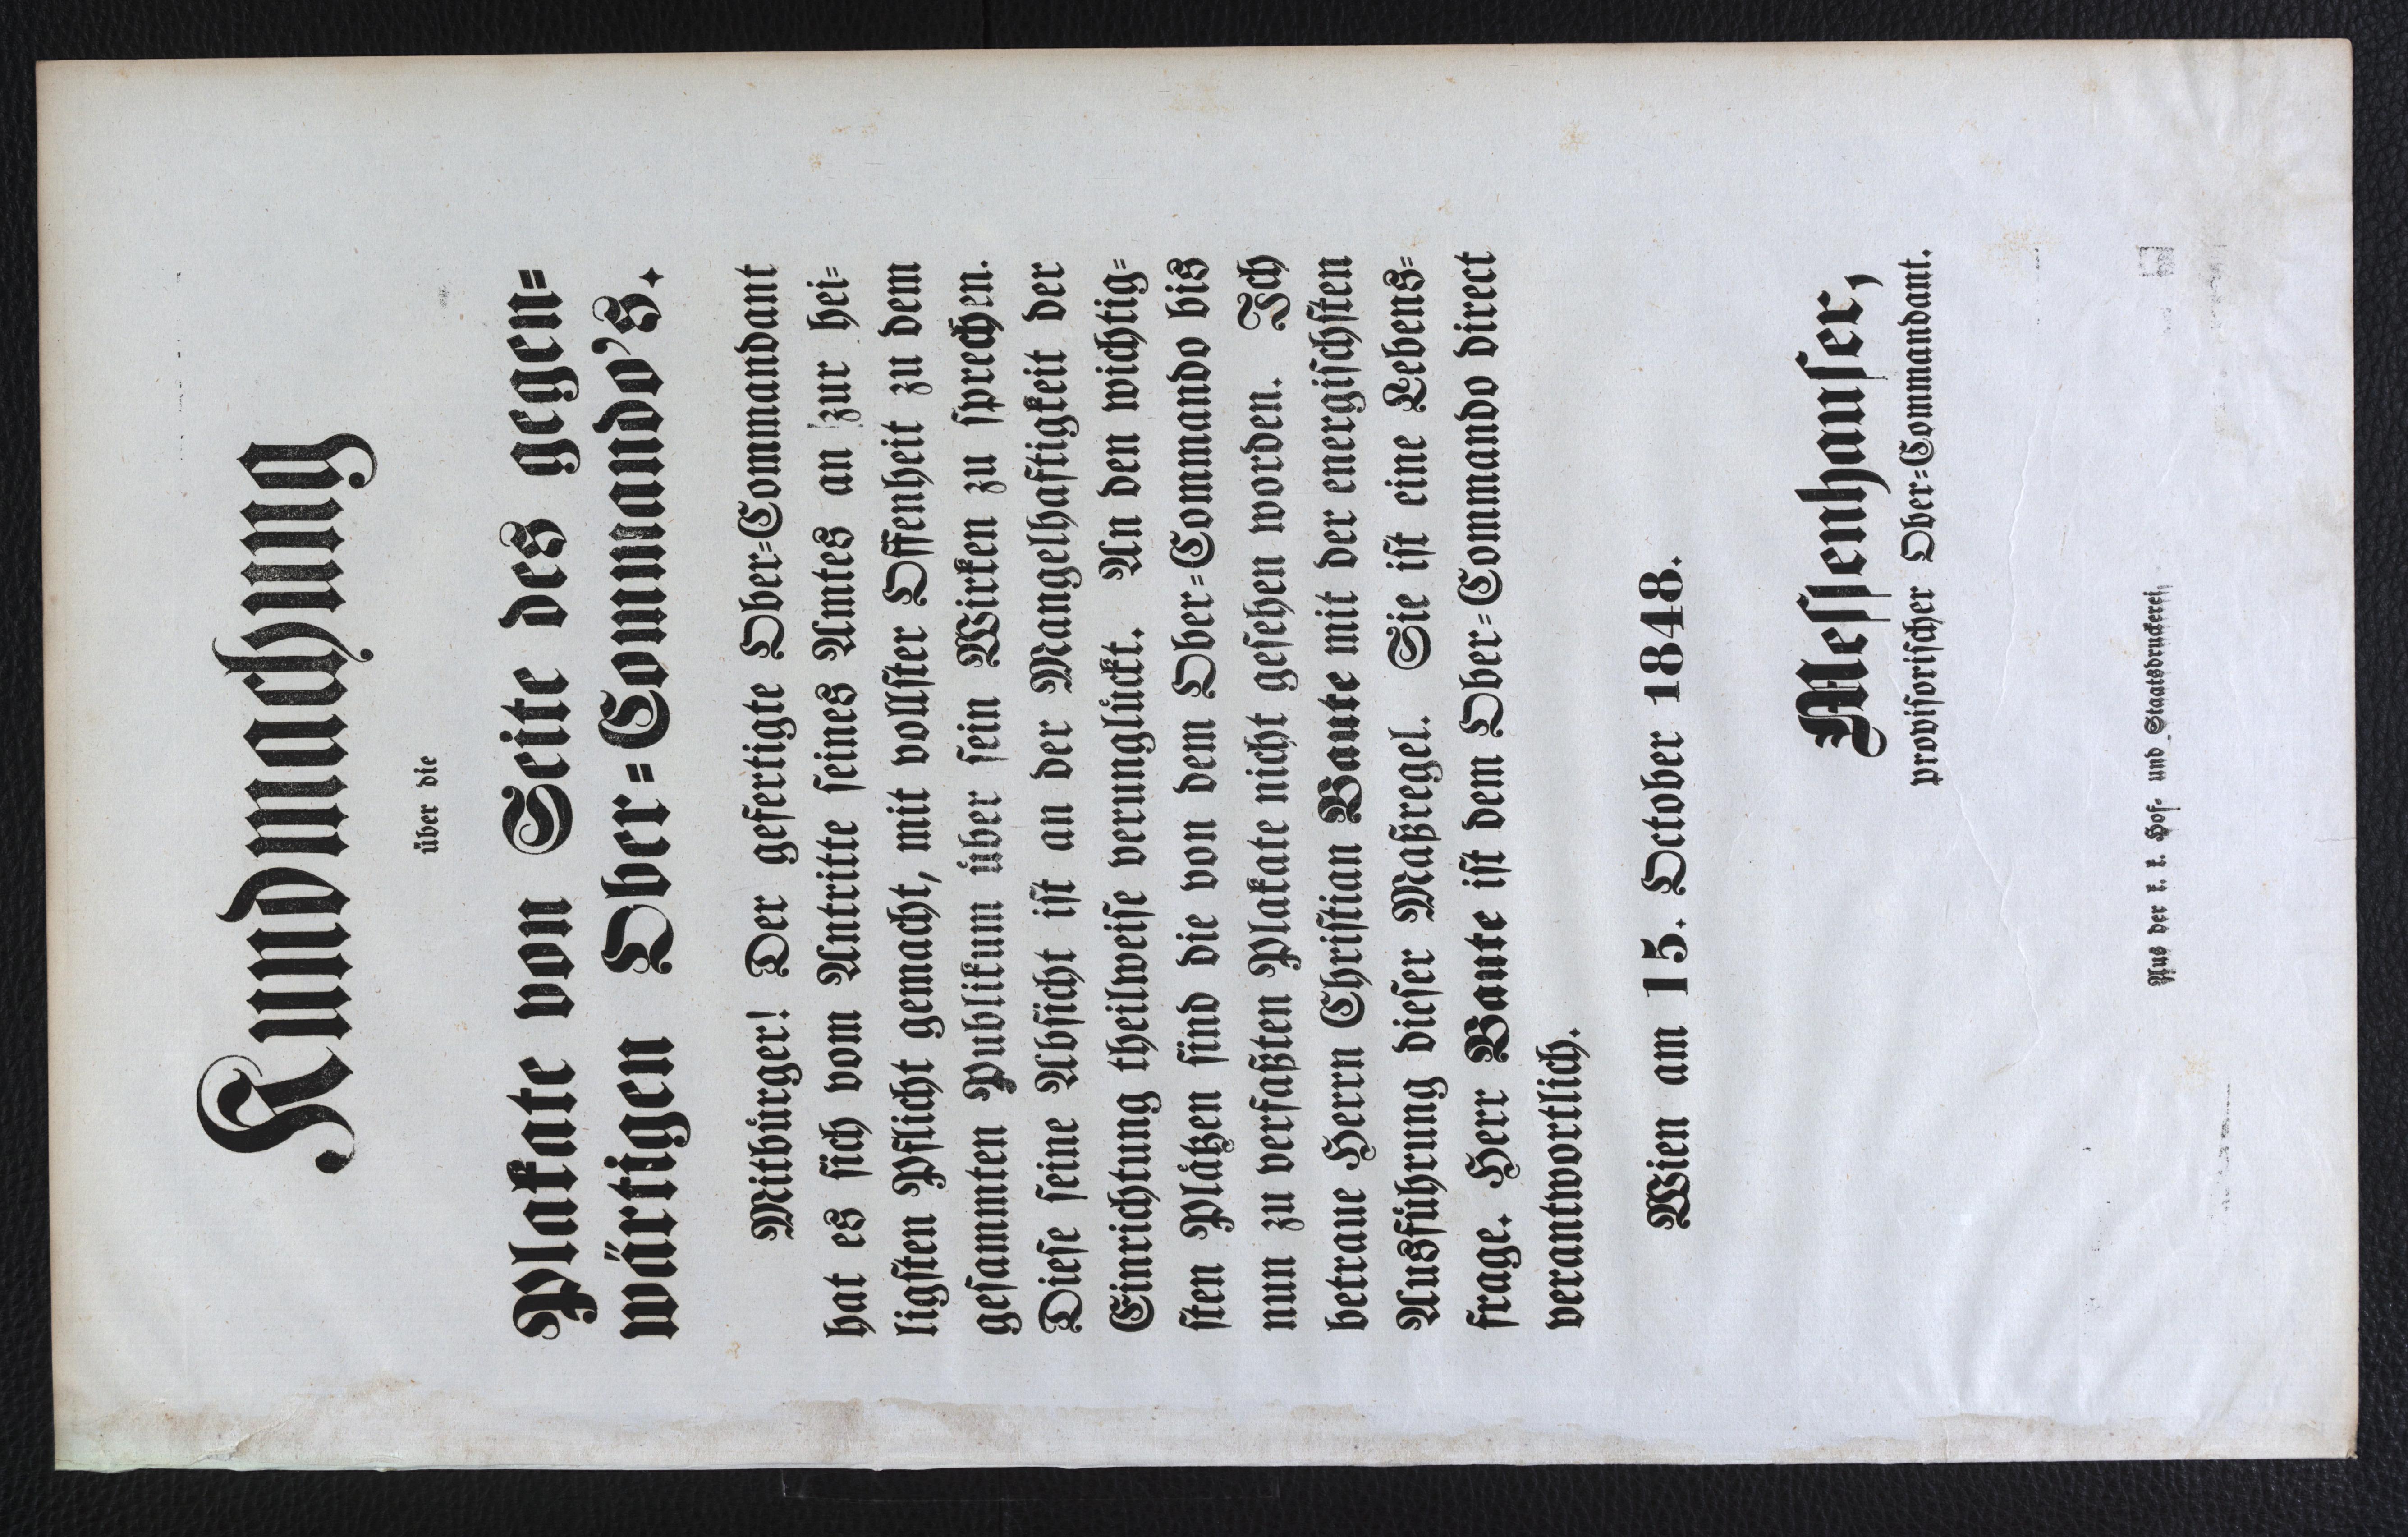 Kundmachung
über die
Plakate von Seite des gegen=
wärtigen Ober=Commando's.
Mitbürger! Der gefertigte Ober=Commandant
hat es sich vom Antritte seines Amtes an zur hei=
ligsten Pflicht gemacht, mit vollster Offenheit zu dem
gesammten Publikum über sein Wirken zu sprechen.
Diese seine Absicht ist an der Mangelhaftigkeit der
Einrichtung theilweise verunglückt. An den wichtig=
sten Plätzen sind die von dem Ober=Commando bis
nun zu verfaßten Plakate nicht gesehen worden. Ich
betraue Herrn Christian Baute mit der energischsten
Ausführung dieser Maßregel. Sie ist eine Lebens=
frage. Herr Baute ist dem Ober=Commando direct
verantwortlich.
Wien am 15. October 1848.
Messenhauser,
provisorischer Ober=Commandant.
Aus der k. k. Hof- und Staatsdruckerei.